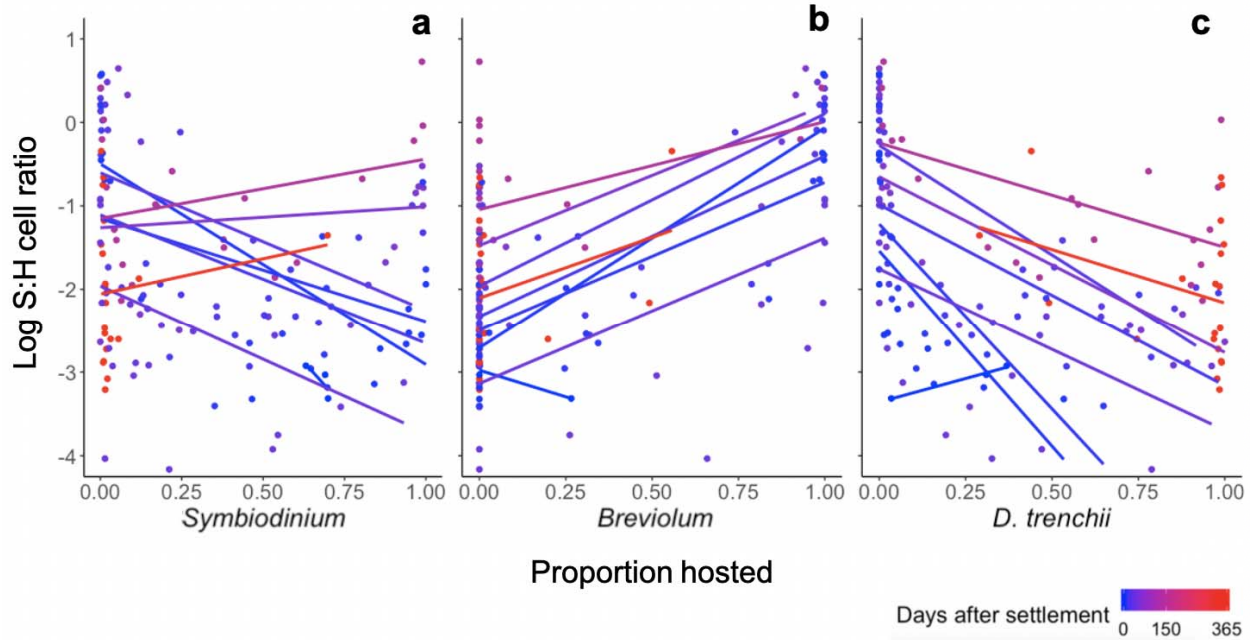 a
b
c
Log S:H cell ratio
1
0
-1
-2
-3
-4
0.00 0.25 0.50 0.75 1.00
0.00 0.25 0.50 0.75 1.00
0.00 0.25 0.50 0.75 1.00
Symbiodinium
Breviolum
D. trenchii
Proportion hosted
Days after settlement
0 150 365